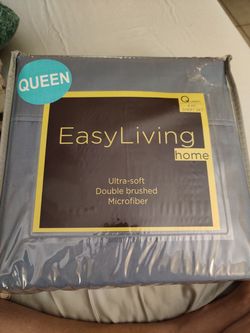 QUEEN
EasyLiving
home
Ultra-soft
Double brushed
Microfiber